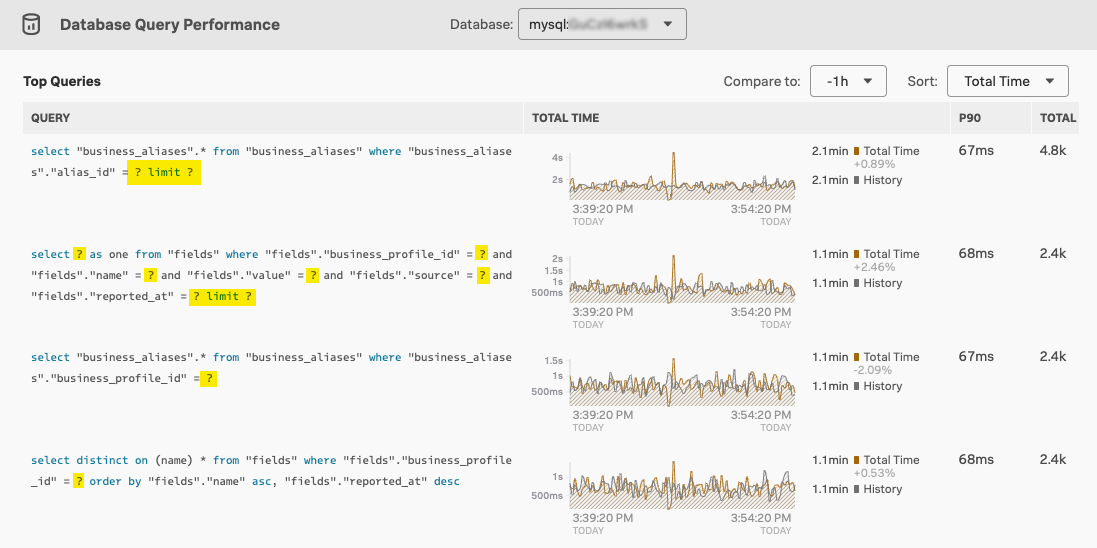 Database Query Performance
Database: mysql:
Top Queries
Compare to: -1h Sort: Total Time
QUERY TOTAL TIME P90 TOTAL
select "business_aliases".* from "business_aliases" where "business_aliase
s"."alias_id" = ? limit ?
4s
2s
3:39:20 PM 3:54:20 PM
TODAY TODAY
2.1min Total Time
+0.89%
2.1min History
67ms 4.8k
select ? as one from "fields" where "fields"."business_profile_id" = ? and
"fields"."name" = ? and "fields"."value" = ? and "fields"."source" = ? and
"fields"."reported_at" = ? limit ?
2s
1.5s
1s
500ms
3:39:20 PM 3:54:20 PM
TODAY TODAY
1.1min Total Time
+2.46%
1.1min History
68ms 2.4k
select "business_aliases".* from "business_aliases" where "business_aliase
s"."business_profile_id" = ?
1.5s
1s
500ms
3:39:20 PM 3:54:20 PM
TODAY TODAY
1.1min Total Time
-2.09%
1.1min History
67ms 2.4k
select distinct on (name) * from "fields" where "fields"."business_profile
_id" = ? order by "fields"."name" asc, "fields"."reported_at" desc
1s
500ms
3:39:20 PM 3:54:20 PM
TODAY TODAY
1.1min Total Time
+0.53%
1.1min History
68ms 2.4k